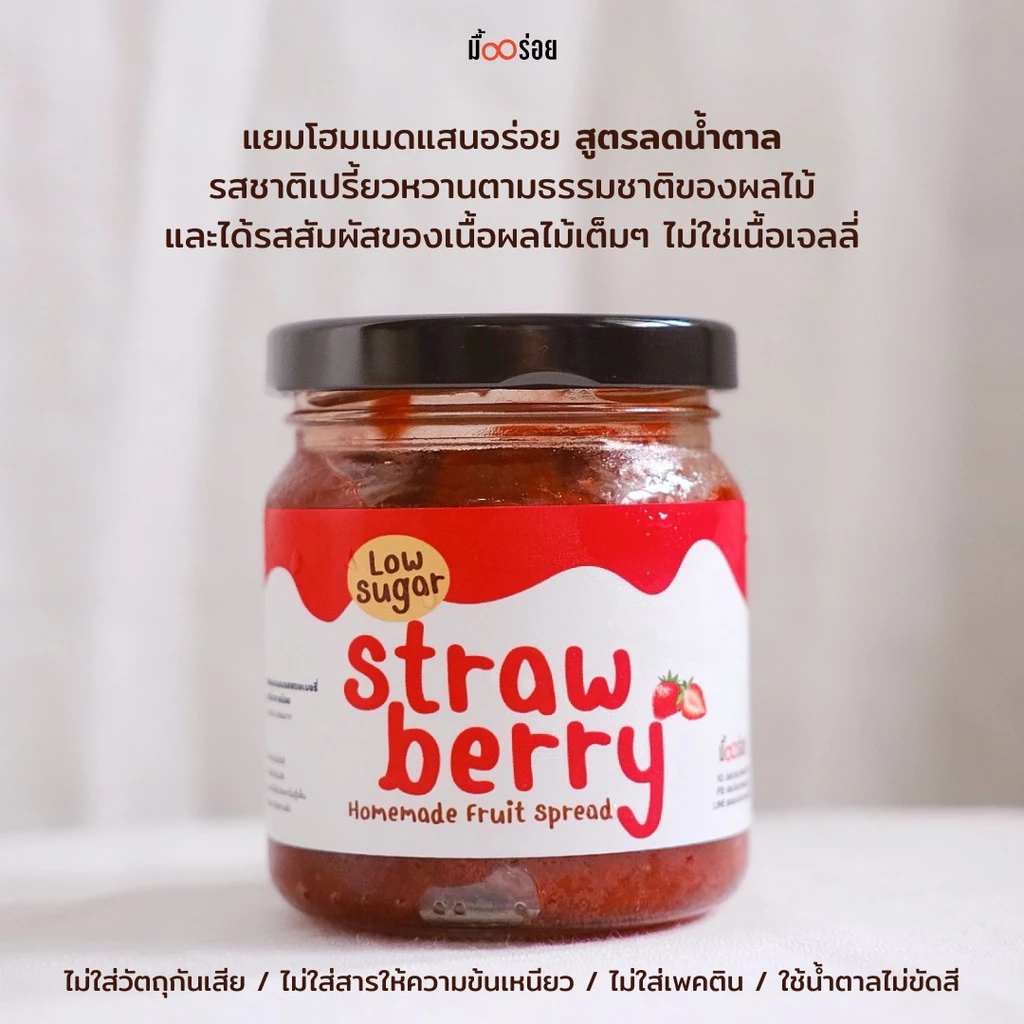 มื้ออร่อย
แยมโฮมเมดแสนอร่อย สูตรลดน้ำตาล
รสชาติเปรี้ยวหวานตามธรรมชาติของผลไม้
และได้รสสัมผัสของเนื้อผลไม้เต็มๆ ไม่ใช่เนื้อเจลลี่
Low
sugar
straw
berry
Homemade Fruit Spread
มื้ออร่อย
ไม่ใส่วัตถุกันเสีย / ไม่ใส่สารให้ความข้นเหนียว / ไม่ใส่เพคติน / ใช้น้ำตาลไม่ขัดสี